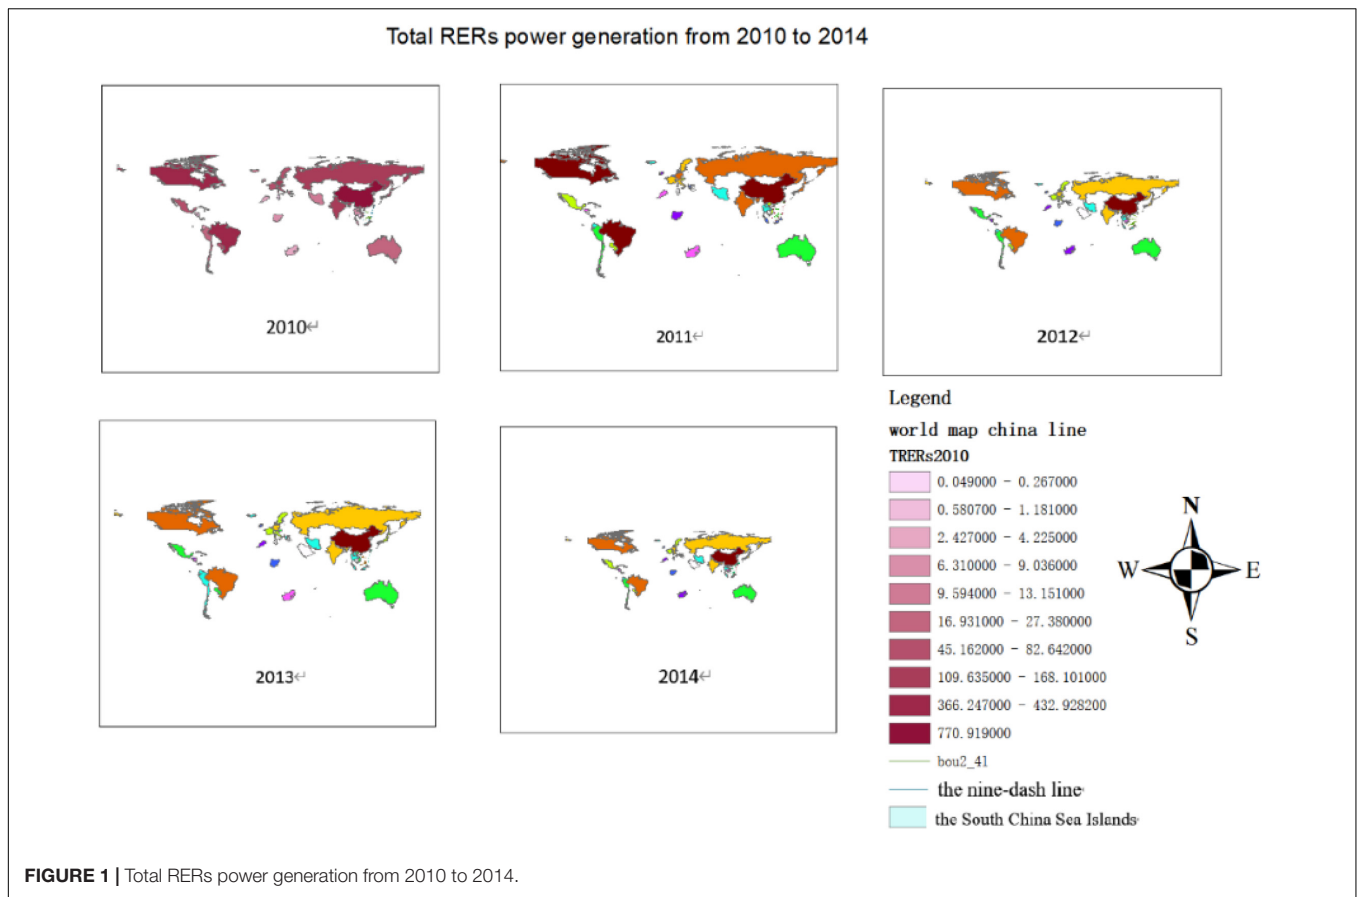 Total RERs power generation from 2010 to 2014
2010↵
2011↵
2012↵
2013↵
2014↵
Legend
world map china line
TRERs2010
0.049000 - 0.267000
0.580700 - 1.181000
2.427000 - 4.225000
6.310000 - 9.036000
9.594000 - 13.151000
16.931000 - 27.380000
45.162000 - 82.642000
109.635000 - 168.101000
366.247000 - 432.928200
770.919000
bou2_4l
the nine-dash line
the South China Sea Islands
N
W E
S
FIGURE 1 | Total RERs power generation from 2010 to 2014.